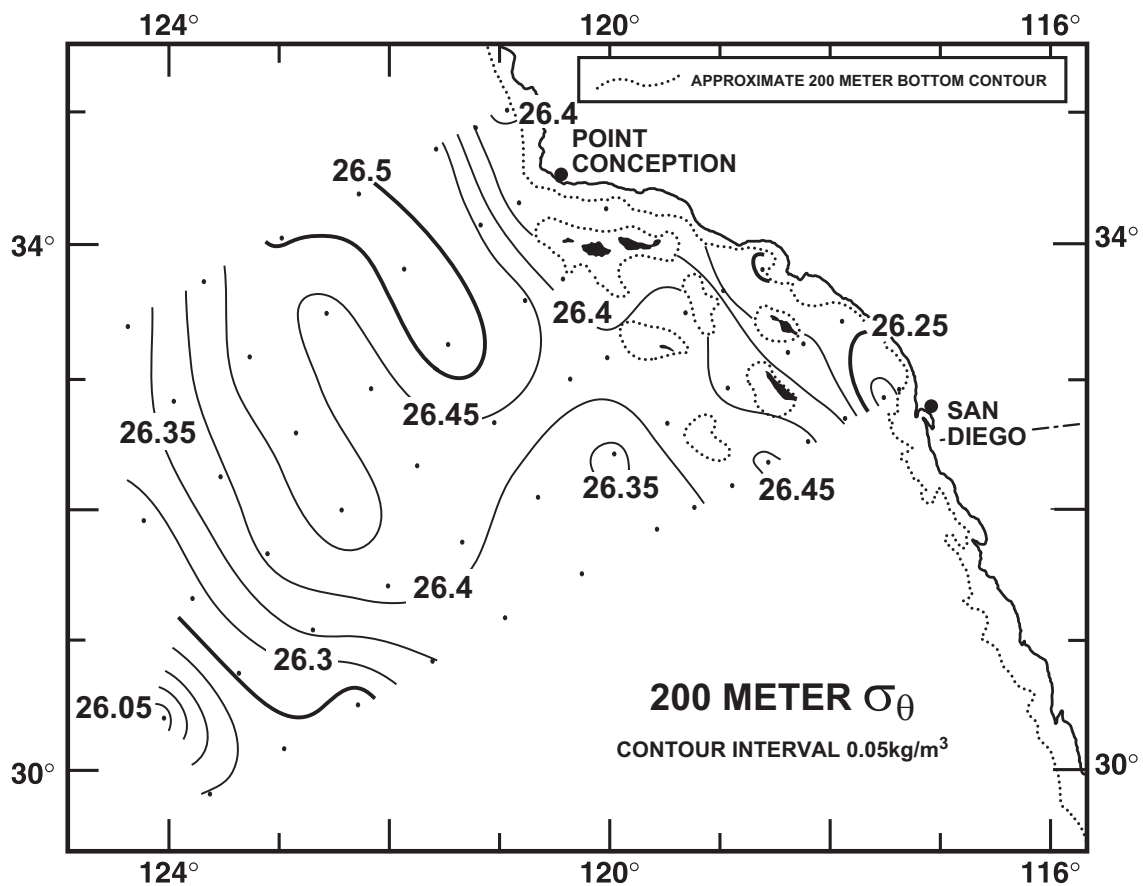 124° 120° 116°
APPROXIMATE 200 METER BOTTOM CONTOUR
26.4
POINT
CONCEPTION
26.5
34° 34°
26.4
26.25
26.45
SAN
DIEGO
26.35
26.35
26.45
26.4
26.3
26.05
200 METER σθ
CONTOUR INTERVAL 0.05kg/m³
30° 30°
124° 120° 116°